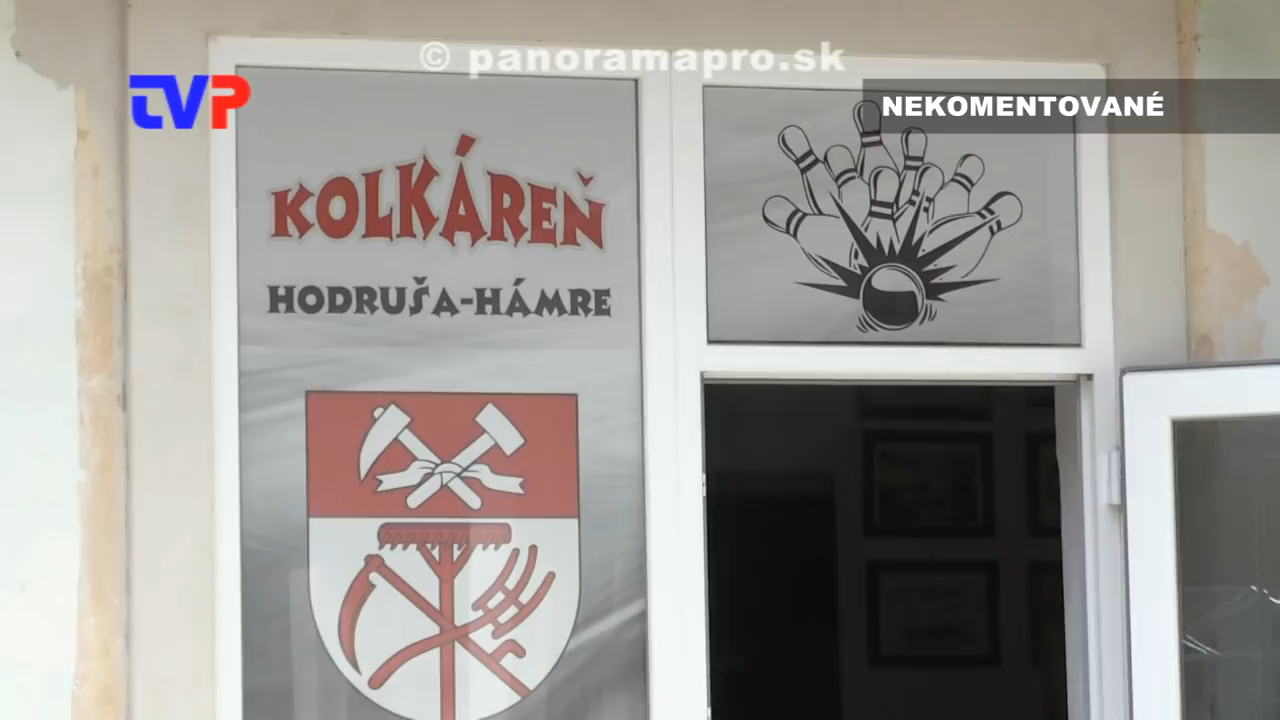 © panoramapro.sk
TVP
NEKOMENTOVANÉ
KOLKÁREŇ
HODRUŠA-HÁMRE